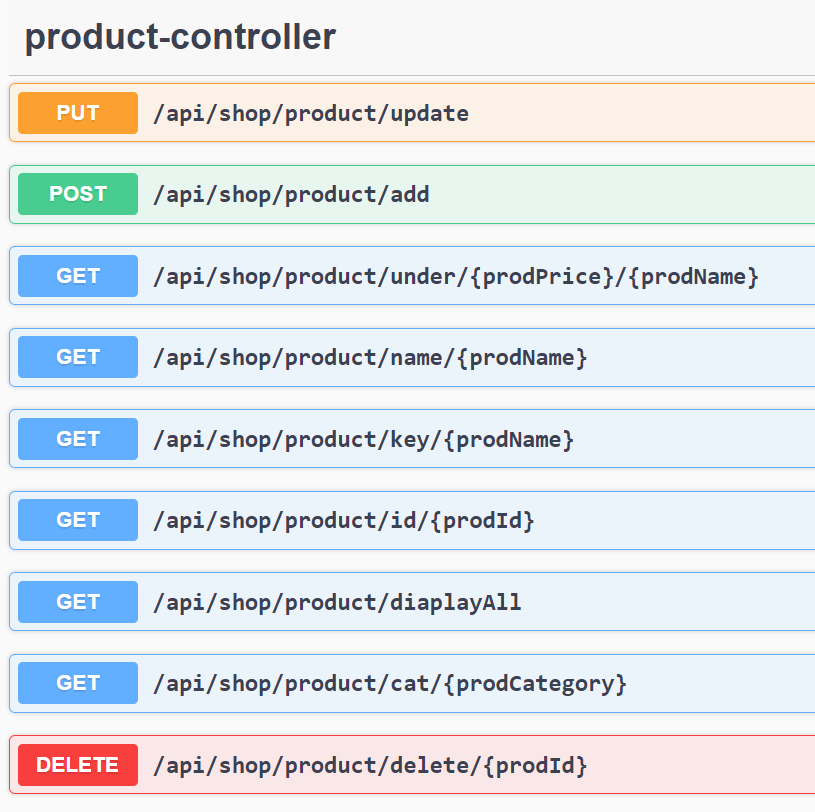 product-controller
PUT /api/shop/product/update
POST /api/shop/product/add
GET /api/shop/product/under/{prodPrice}/{prodName}
GET /api/shop/product/name/{prodName}
GET /api/shop/product/key/{prodName}
GET /api/shop/product/id/{prodId}
GET /api/shop/product/diaplayAll
GET /api/shop/product/cat/{prodCategory}
DELETE /api/shop/product/delete/{prodId}